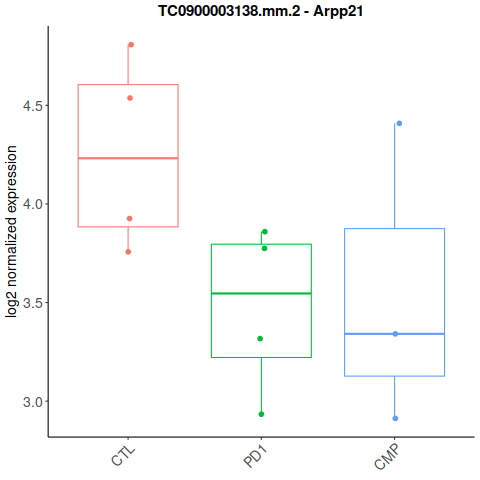 TC0900003138.mm.2 - Arpp21
log2 normalized expression
4.5
4.0
3.5
3.0
CTL
PD1
CMP